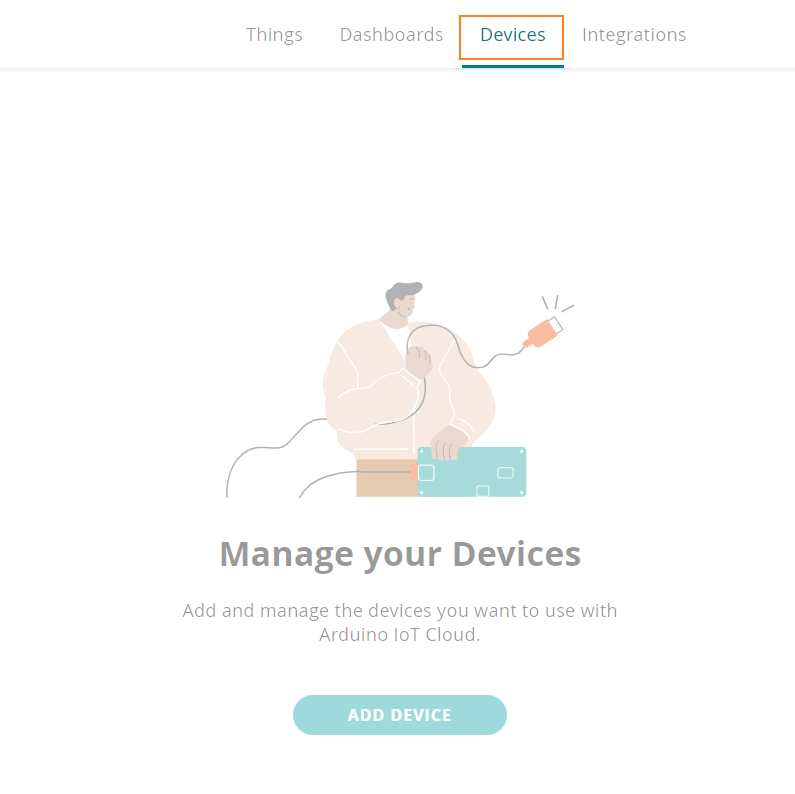 Things Dashboards Devices Integrations
Manage your Devices
Add and manage the devices you want to use with
Arduino IoT Cloud.
ADD DEVICE